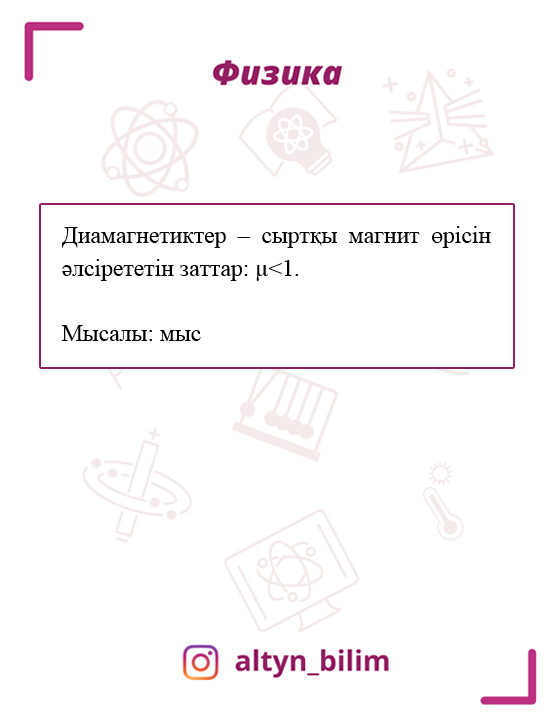 Физика
Диамагнетиктер – сыртқы магнит өрісін
әлсірететін заттар: μ<1.
Мысалы: мыс
altyn_bilim